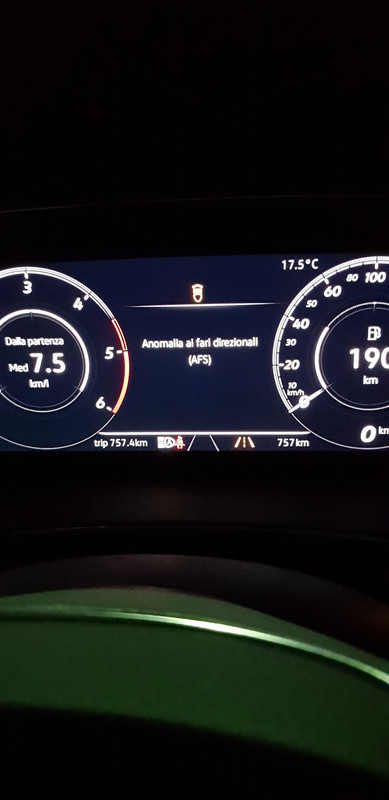 17.5°C
3
4
5
6
Dalla partenza
Med 7.5
km/l
Anomalia ai fari direzionali
(AFS)
100
80
60
50
40
30
20
10
km/h
0
190
km
0 km
trip 757.4km
757 km